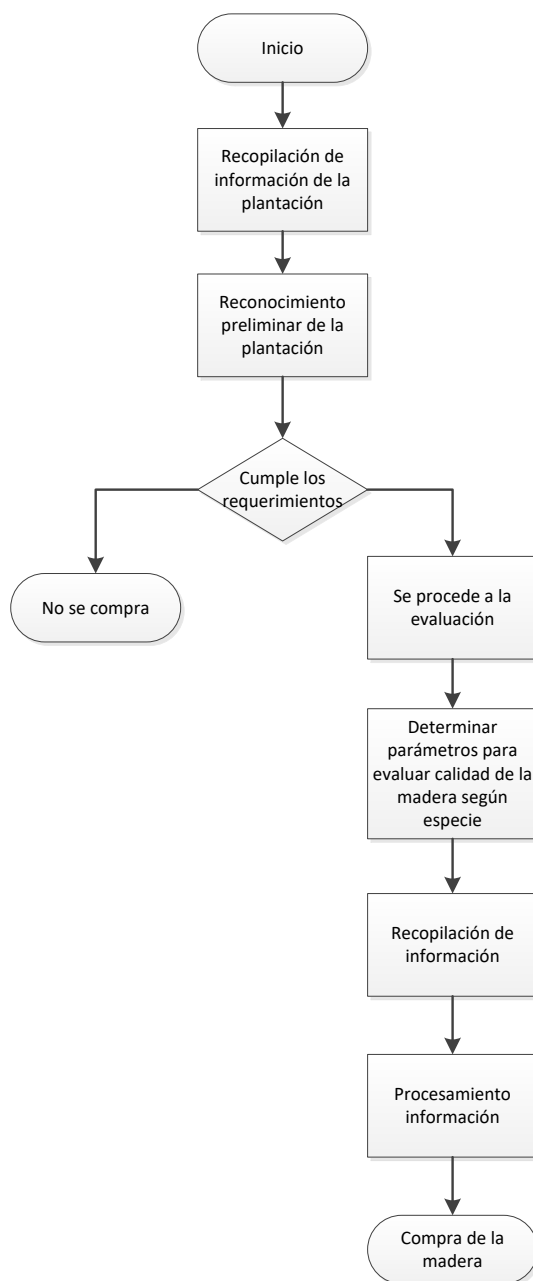 Inicio
Recopilación de
información de la
plantación
Reconocimiento
preliminar de la
plantación
Cumple los
requerimientos
No se compra
Se procede a la
evaluación
Determinar
parámetros para
evaluar calidad de la
madera según
especie
Recopilación de
información
Procesamiento
información
Compra de la
madera